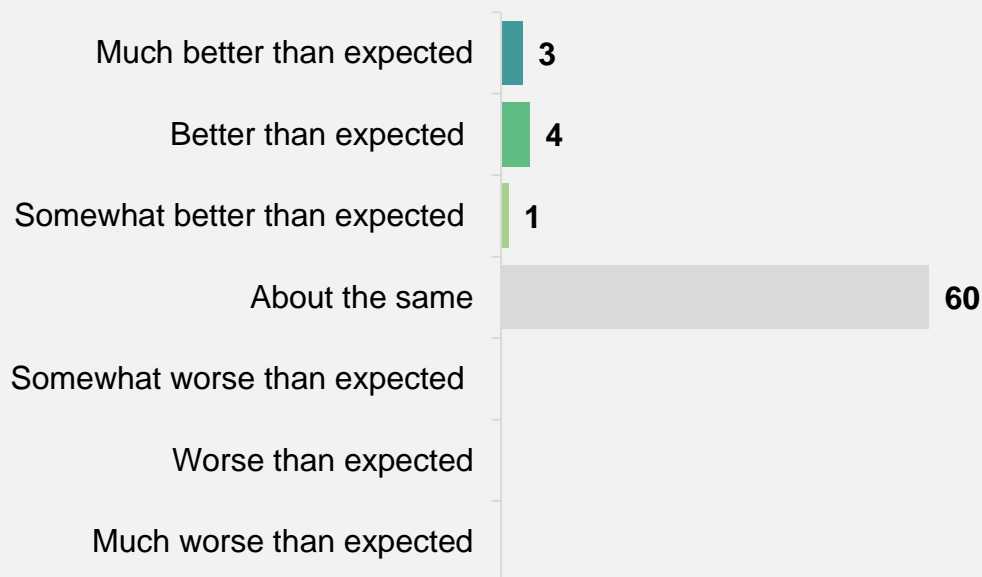 Much better than expected 3
Better than expected 4
Somewhat better than expected 1
About the same 60
Somewhat worse than expected
Worse than expected
Much worse than expected